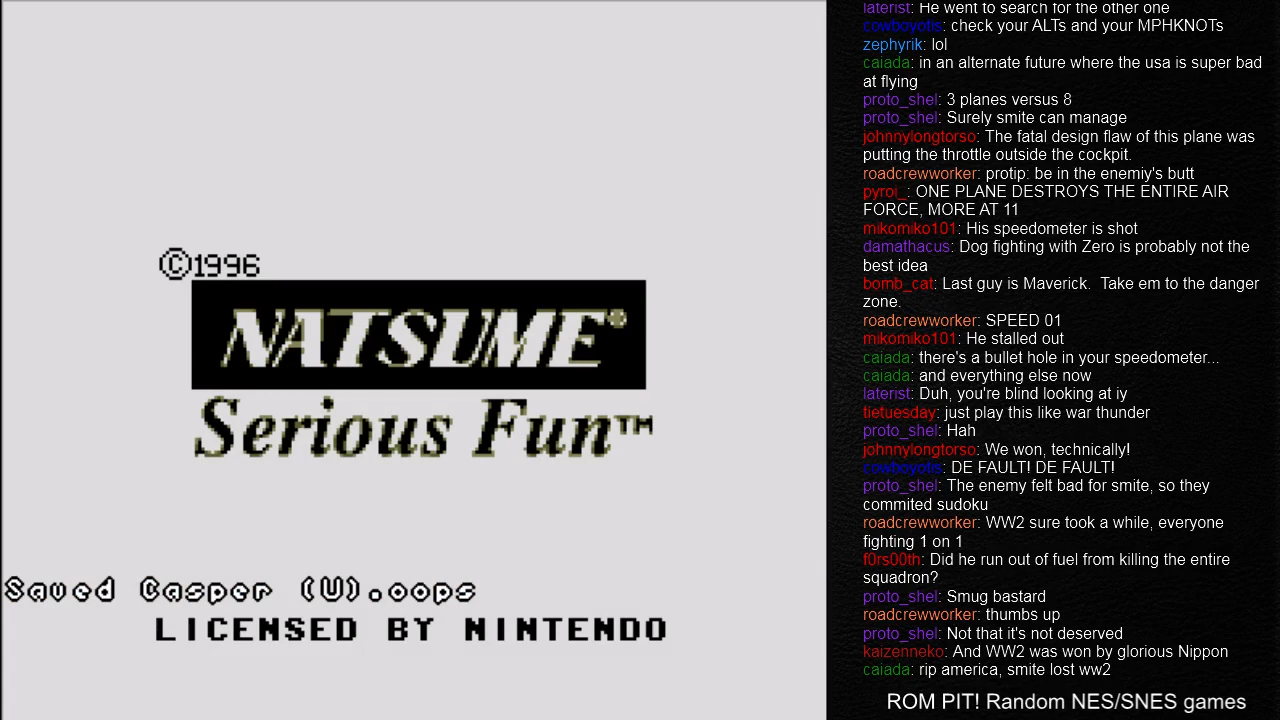 ©1996
NATSUME®
Serious Fun™
Saved Casper (U).oops
LICENSED BY NINTENDO
laterist: He went to search for the other one
cowboyotis: check your ALTs and your MPHKNOTs
zephyrik: lol
caiada: in an alternate future where the usa is super bad
at flying
proto_shel: 3 planes versus 8
proto_shel: Surely smite can manage
johnnylongtorso: The fatal design flaw of this plane was
putting the throttle outside the cockpit.
roadcrewworker: protip: be in the enemiy's butt
pyroi_: ONE PLANE DESTROYS THE ENTIRE AIR
FORCE, MORE AT 11
mikomiko101: His speedometer is shot
damathacus: Dog fighting with Zero is probably not the
best idea
bomb_cat: Last guy is Maverick.  Take em to the danger
zone.
roadcrewworker: SPEED 01
mikomiko101: He stalled out
caiada: there's a bullet hole in your speedometer...
caiada: and everything else now
laterist: Duh, you're blind looking at iy
tietuesday: just play this like war thunder
proto_shel: Hah
johnnylongtorso: We won, technically!
cowboyotis: DE FAULT! DE FAULT!
proto_shel: The enemy felt bad for smite, so they
commited sudoku
roadcrewworker: WW2 sure took a while, everyone
fighting 1 on 1
f0rs00th: Did he run out of fuel from killing the entire
squadron?
proto_shel: Smug bastard
roadcrewworker: thumbs up
proto_shel: Not that it's not deserved
kaizenneko: And WW2 was won by glorious Nippon
caiada: rip america, smite lost ww2
ROM PIT! Random NES/SNES games